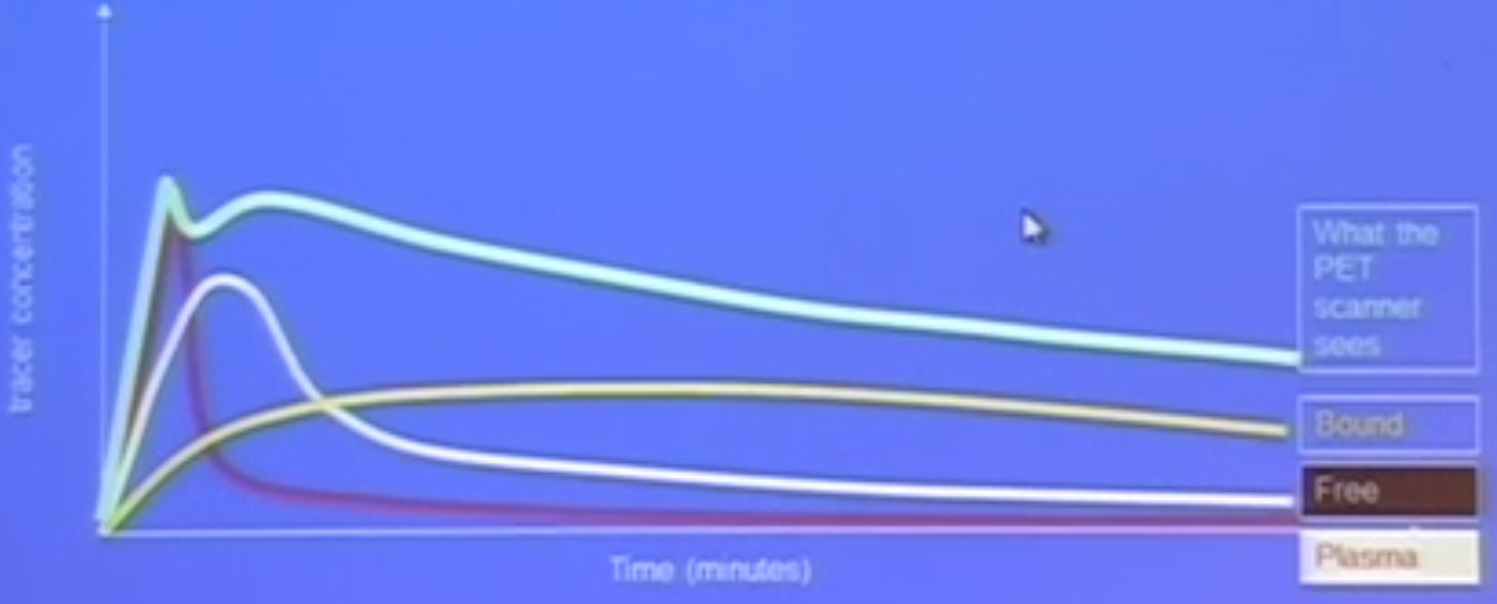 tracer concentration
What the
PET
scanner
sees
Bound
Free
Plasma
Time (minutes)